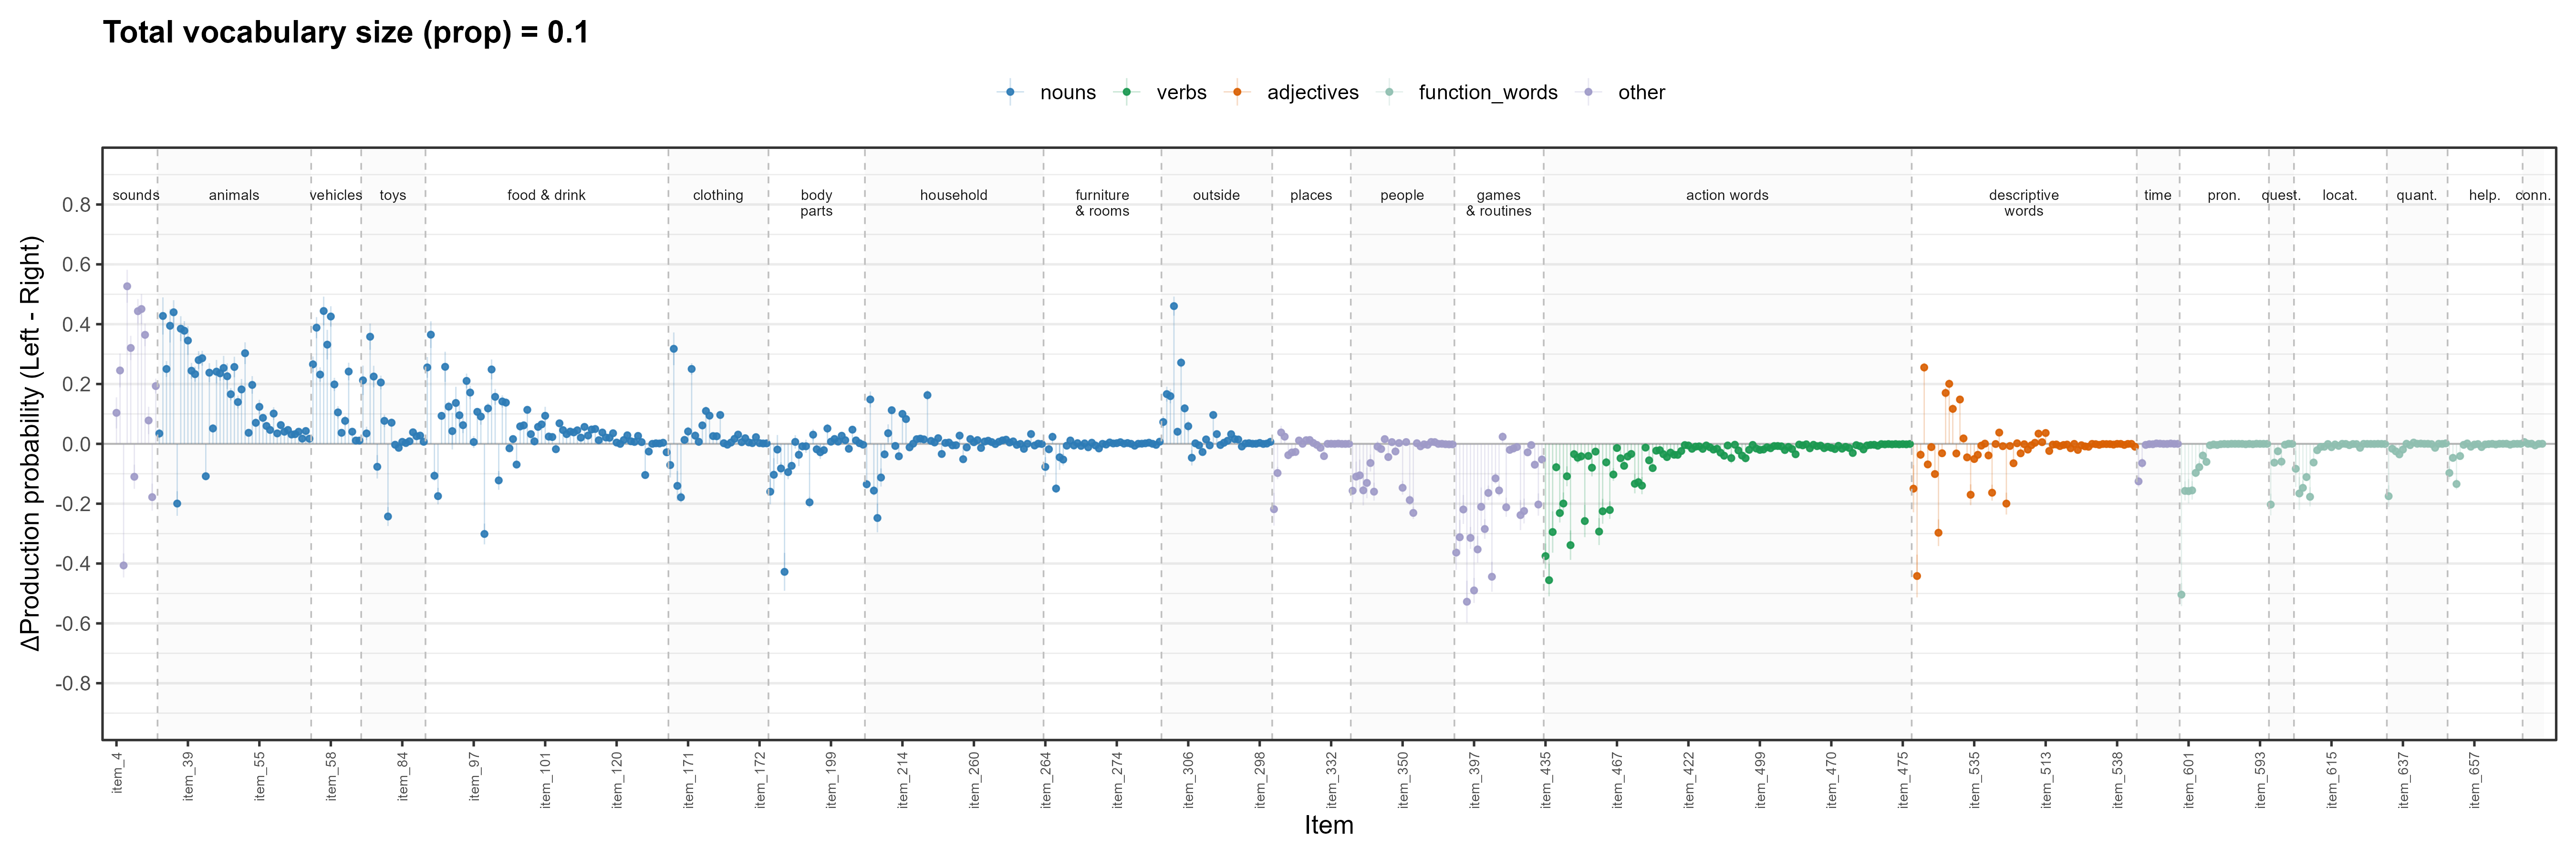 Total vocabulary size (prop) = 0.1
nouns verbs adjectives function_words other
sounds animals vehicles toys food & drink clothing body parts household furniture & rooms outside places people games & routines action words descriptive words time pron. quest. locat. quant. help. conn.
ΔProduction probability (Left - Right)
0.8
0.6
0.4
0.2
0.0
-0.2
-0.4
-0.6
-0.8
item_4 item_39 item_55 item_58 item_84 item_97 item_101 item_120 item_171 item_172 item_199 item_214 item_260 item_264 item_274 item_306 item_298 item_332 item_350 item_397 item_435 item_467 item_422 item_499 item_470 item_475 item_535 item_513 item_538 item_601 item_593 item_615 item_637 item_657
Item